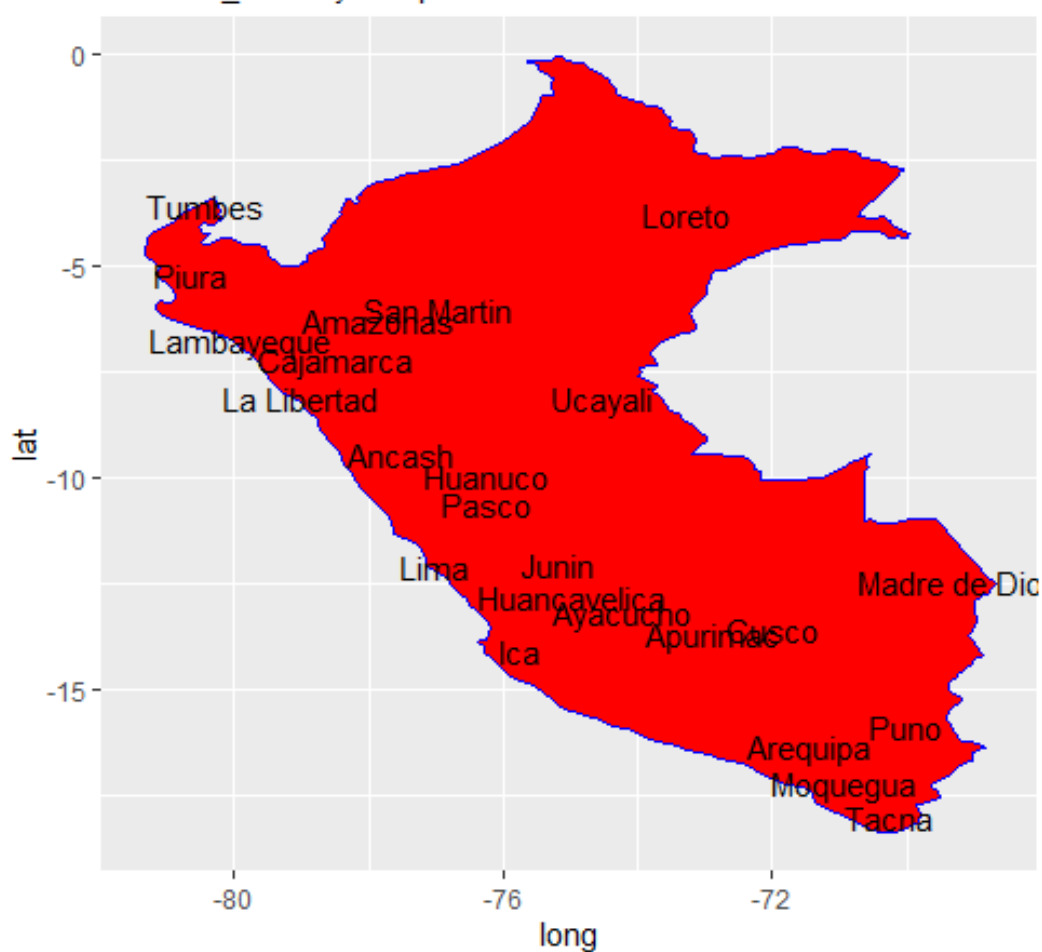 0
Tumbes
Loreto
-5
Piura
San Martin
Amazonas
Lambayeque
Cajamarca
La Libertad
Ucayali
lat
Ancash
-10
Huanuco
Pasco
Lima
Junin
Madre de Dio
Huancavelica
Ayacucho
Apurimac
Cusco
Ica
-15
Puno
Arequipa
Moquegua
Tacna
-80
-76
-72
long